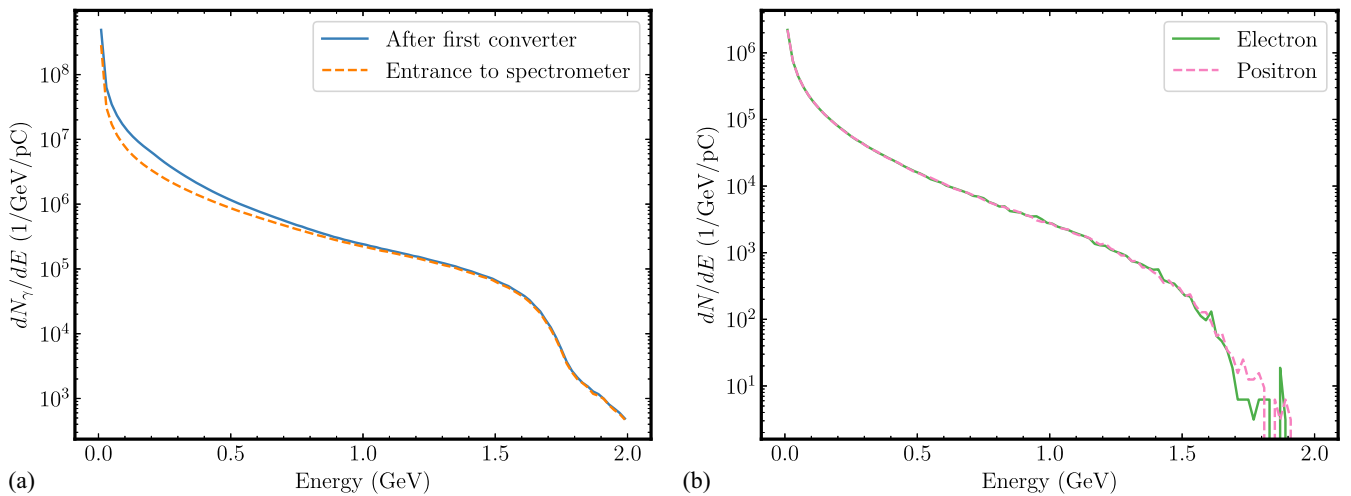 After first converter
Entrance to spectrometer
10^8
10^7
10^6
10^5
10^4
10^3
dN_γ/dE (1/GeV/pC)
0.0 0.5 1.0 1.5 2.0
Energy (GeV)
(a)
Electron
Positron
10^6
10^5
10^4
10^3
10^2
10^1
dN/dE (1/GeV/pC)
0.0 0.5 1.0 1.5 2.0
Energy (GeV)
(b)